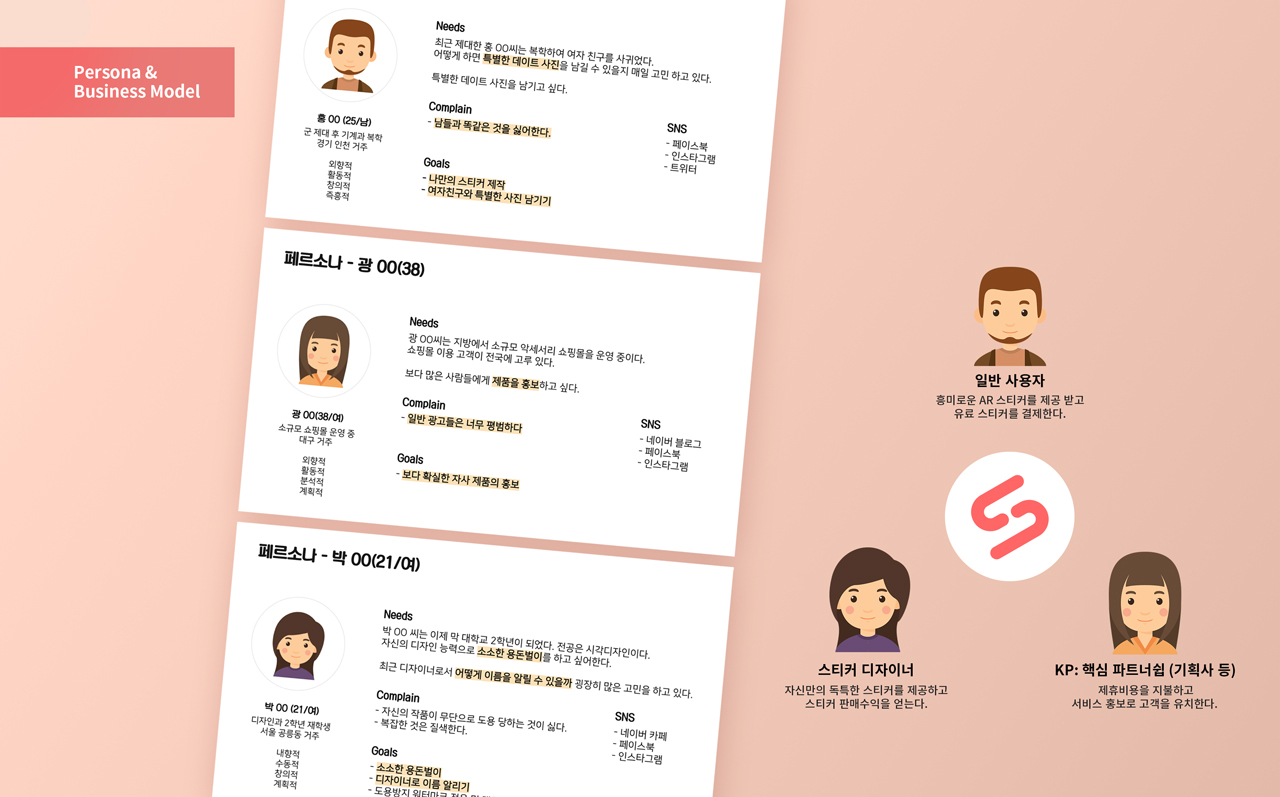 Persona &
Business Model
홍 OO (25/남)
군 제대 후 기계과 복학
경기 인천 거주
외향적
활동적
창의적
즉흥적
Needs
최근 제대한 홍 OO씨는 복학하여 여자 친구를 사귀었다.
어떻게 하면 특별한 데이트 사진을 남길 수 있을지 매일 고민 하고 있다.
특별한 데이트 사진을 남기고 싶다.
Complain
- 남들과 똑같은 것을 싫어한다.
Goals
- 나만의 스티커 제작
- 여자친구와 특별한 사진 남기기
SNS
- 페이스북
- 인스타그램
- 트위터
페르소나 - 광 OO(38)
광 OO(38/여)
소규모 쇼핑몰 운영 중
대구 거주
외향적
활동적
분석적
계획적
Needs
광 OO씨는 지방에서 소규모 악세서리 쇼핑몰을 운영 중이다.
쇼핑몰 이용 고객이 전국에 고루 있다.
보다 많은 사람들에게 제품을 홍보하고 싶다.
Complain
- 일반 광고들은 너무 평범하다
Goals
- 보다 확실한 자사 제품의 홍보
SNS
- 네이버 블로그
- 페이스북
- 인스타그램
페르소나 - 박 OO(21/여)
박 OO (21/여)
디자인과 2학년 재학생
서울 공릉동 거주
내향적
수동적
창의적
계획적
Needs
박 OO 씨는 이제 막 대학교 2학년이 되었다. 전공은 시각디자인이다.
자신의 디자인 능력으로 소소한 용돈벌이를 하고 싶어한다.
최근 디자이너로서 어떻게 이름을 알릴 수 있을까 굉장히 많은 고민을 하고 있다.
Complain
- 자신의 작품이 무단으로 도용 당하는 것이 싫다.
- 복잡한 것은 질색한다.
Goals
- 소소한 용돈벌이
- 디자이너로 이름 알리기
- 도용방지 워터마크
SNS
- 네이버 카페
- 페이스북
- 인스타그램
일반 사용자
흥미로운 AR 스티커를 제공 받고
유료 스티커를 결제한다.
스티커 디자이너
자신만의 독특한 스티커를 제공하고
스티커 판매수익을 얻는다.
KP: 핵심 파트너쉽 (기획사 등)
제휴비용을 지불하고
서비스 홍보로 고객을 유치한다.